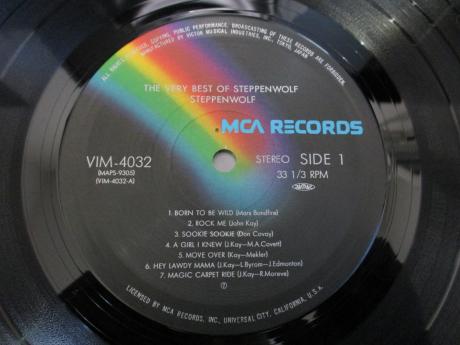 ALL RIGHTS RESERVED, COPYING, PUBLIC PERFORMANCE, BROADCASTING OF THESE RECORDS ARE FORBIDDEN.
MANUFACTURED BY VICTOR MUSICAL INDUSTRIES, INC., TOKYO, JAPAN
THE VERY BEST OF STEPPENWOLF
STEPPENWOLF
MCA RECORDS
VIM-4032
(MAPS-9305)
(VIM-4032-A)
STEREO SIDE 1
33 1/3 RPM
1. BORN TO BE WILD (Mars Bondfire)
2. ROCK ME (John Kay)
3. SOOKIE SOOKIE (Don Covay)
4. A GIRL I KNEW (J.Kay—M.A.Cavett)
5. MOVE OVER (Kay—Mekler)
6. HEY LAWDY MAMA (J.Kay—L.Byrom—J.Edmonton)
7. MAGIC CARPET RIDE (J.Kay—R.Moreve)
LICENSED BY MCA RECORDS, INC., UNIVERSAL CITY, CALIFORNIA, U.S.A.